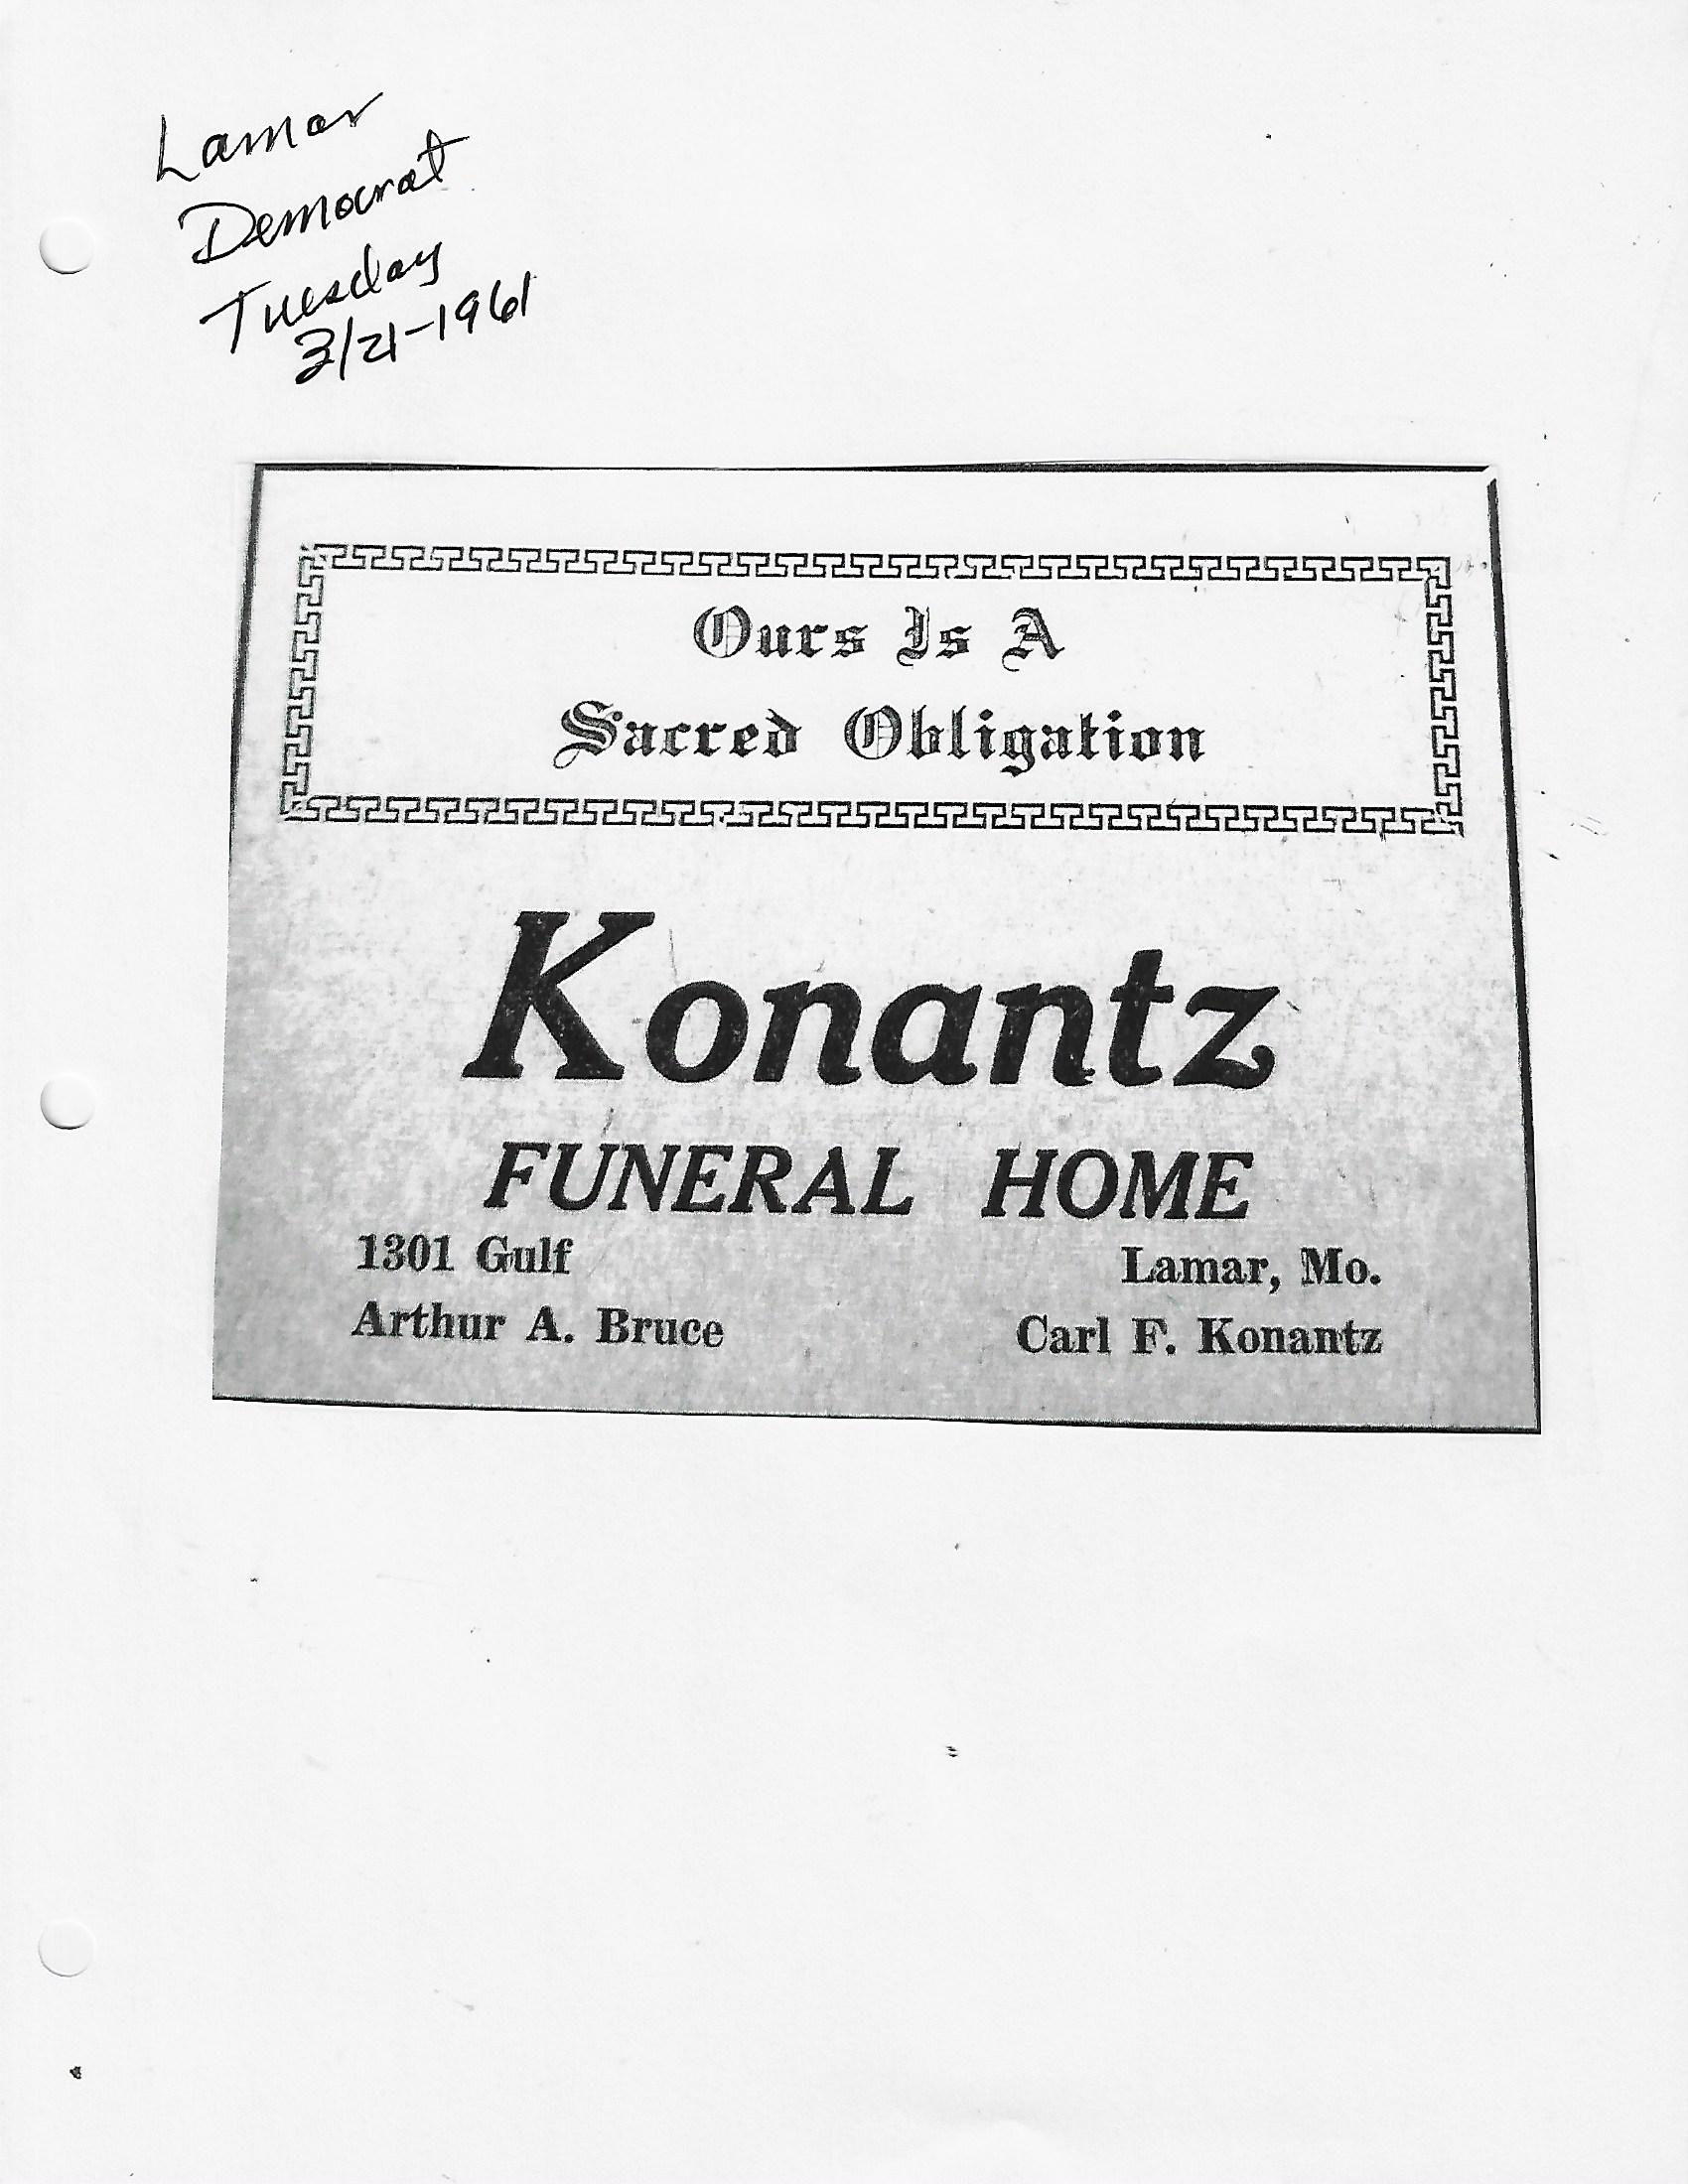 Lamar
Democrat
Tuesday
3/21-1961
Ours Is A
Sacred Obligation
Konantz
FUNERAL HOME
1301 Gulf Lamar, Mo.
Arthur A. Bruce Carl F. Konantz